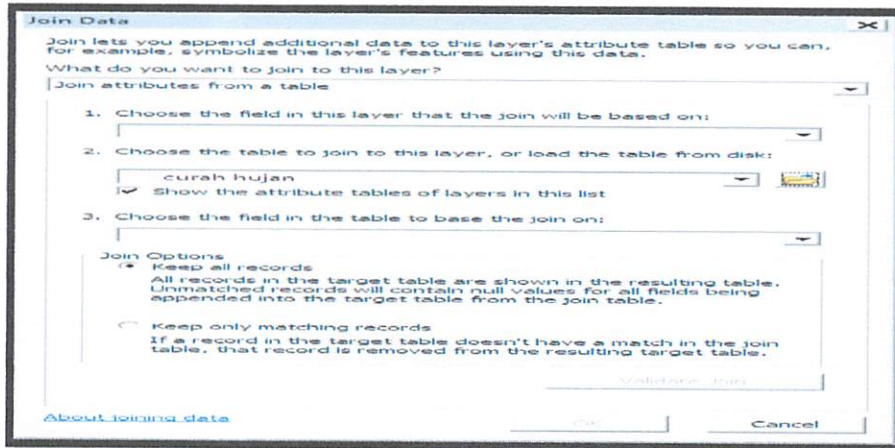 Join Data
Join lets you append additional data to this layer's attribute table so you can,
for example, symbolize the layer's features using this data.
What do you want to join to this layer?
Join attributes from a table
1. Choose the field in this layer that the join will be based on:
2. Choose the table to join to this layer, or load the table from disk:
curah hujan
Show the attribute tables of layers in this list
3. Choose the field in the table to base the join on:
Join Options
Keep all records
All records in the target table are shown in the resulting table.
Unmatched records will contain null values for all fields being
appended into the target table from the join table.
Keep only matching records
If a record in the target table doesn't have a match in the join
table, that record is removed from the resulting target table.
Validate Join
About joining data
OK
Cancel